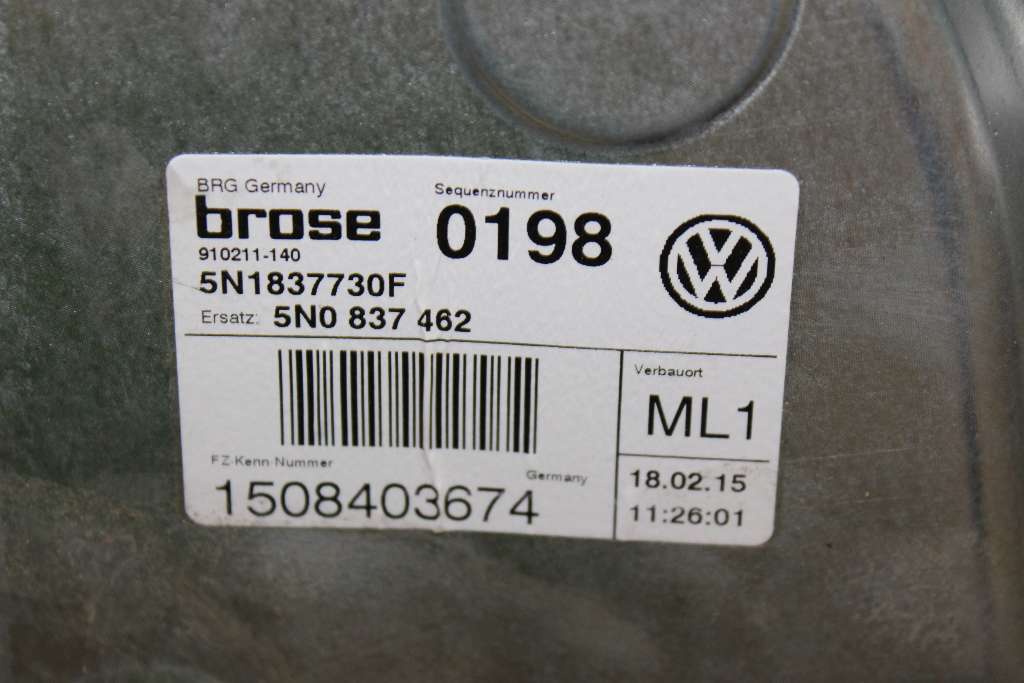 BRG Germany
brose
910211-140
5N1837730F
Ersatz: 5N0 837 462
Sequenznummer
0198
VW
FZ-Kenn-Nummer
Germany
1508403674
Verbauort
ML1
18.02.15
11:26:01